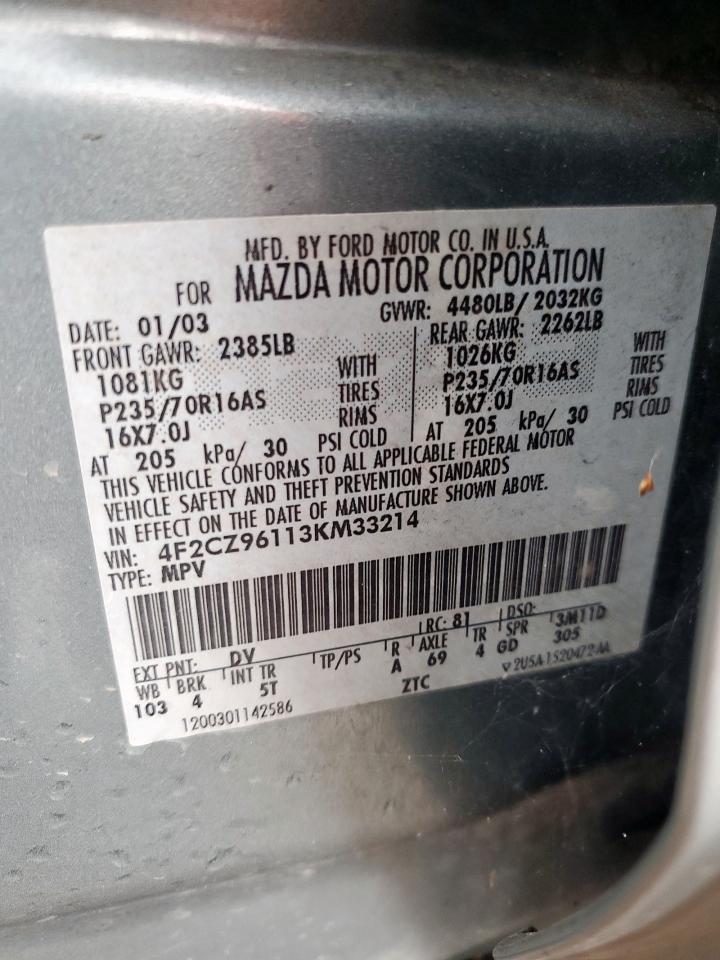 MFD. BY FORD MOTOR CO. IN U.S.A.
FOR MAZDA MOTOR CORPORATION
DATE: 01/03 GVWR: 4480LB/ 2032KG
FRONT GAWR: 2385LB REAR GAWR: 2262LB
1081KG WITH 1026KG WITH
P235/70R16AS TIRES P235/70R16AS TIRES
16X7.0J RIMS 16X7.0J RIMS
AT 205 kPa/ 30 PSI COLD AT 205 kPa/ 30 PSI COLD
THIS VEHICLE CONFORMS TO ALL APPLICABLE FEDERAL MOTOR
VEHICLE SAFETY AND THEFT PREVENTION STANDARDS
IN EFFECT ON THE DATE OF MANUFACTURE SHOWN ABOVE.
VIN: 4F2CZ96113KM33214
TYPE: MPV
EXT PNT: DV RC: 81 DSO:
WB BRK INT TR TP/PS R AXLE TR SPR 3M11D
103 4 5T A 69 4 GD 305
1200301142586 ZTC 2U5A-1520472-AA